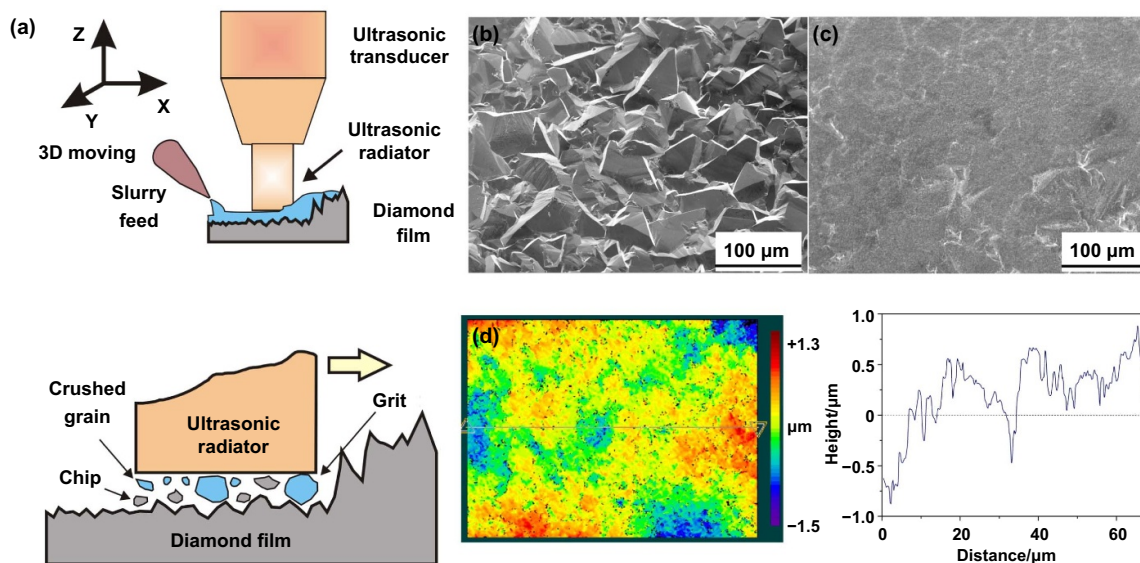 (a)
Z
X
Y
3D moving
Slurry
feed
Ultrasonic
transducer
Ultrasonic
radiator
Diamond
film
(b)
100 µm
(c)
100 µm
Crushed
grain
Chip
Ultrasonic
radiator
Grit
Diamond film
(d)
+1.3
µm
−1.5
Height/µm
1.0
0.5
0
−0.5
−1.0
0
20
40
60
Distance/µm